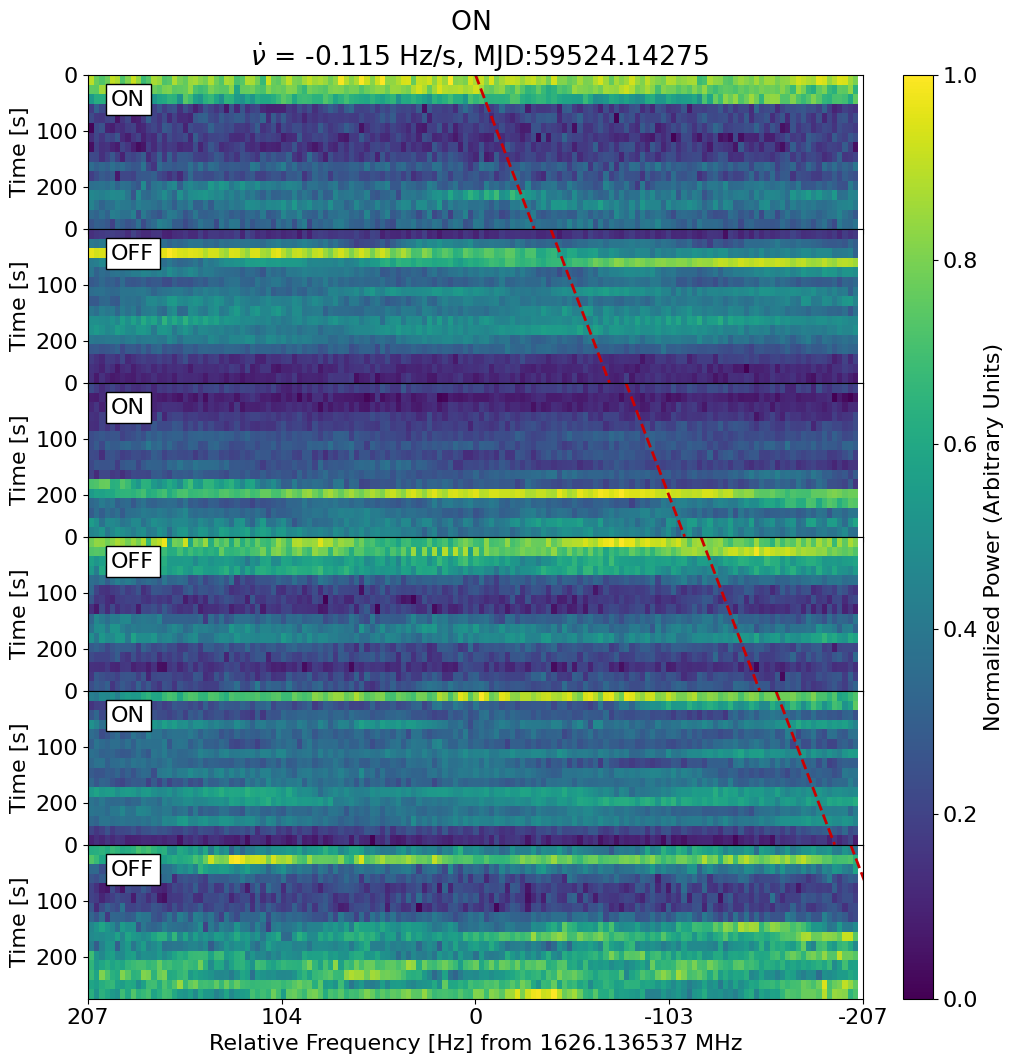 ON
ν̇ = -0.115 Hz/s, MJD:59524.14275
ON
OFF
ON
OFF
ON
OFF
Time [s]
0
100
200
Time [s]
0
100
200
Time [s]
0
100
200
Time [s]
0
100
200
Time [s]
0
100
200
Time [s]
0
100
200
207
104
0
-103
-207
Relative Frequency [Hz] from 1626.136537 MHz
1.0
0.8
0.6
0.4
0.2
0.0
Normalized Power (Arbitrary Units)